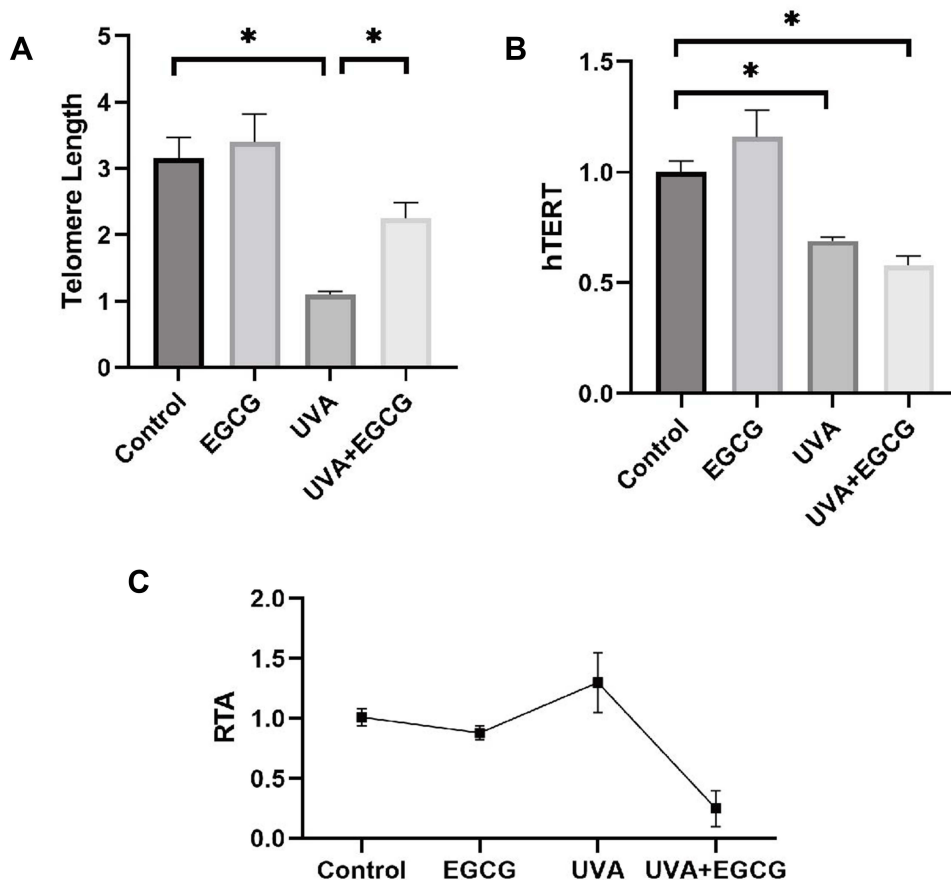 A
Telomere Length
5
4
3
2
1
0
*
*
Control
EGCG
UVA
UVA+EGCG
B
hTERT
1.5
1.0
0.5
0.0
*
*
Control
EGCG
UVA
UVA+EGCG
C
RTA
2.0
1.5
1.0
0.5
0.0
Control
EGCG
UVA
UVA+EGCG